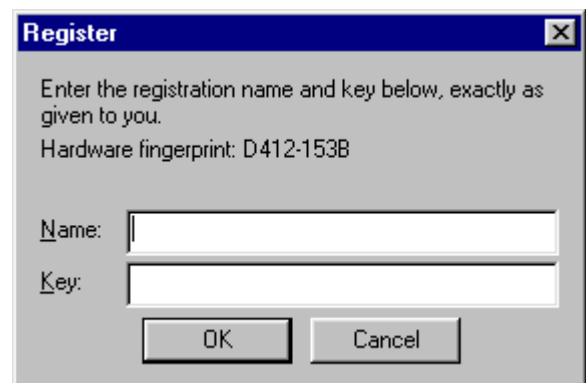 Register
Enter the registration name and key below, exactly as
given to you.
Hardware fingerprint: D412-153B
Name:
Key:
OK Cancel